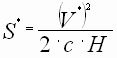 S* = (V*)² / 2 · c · H